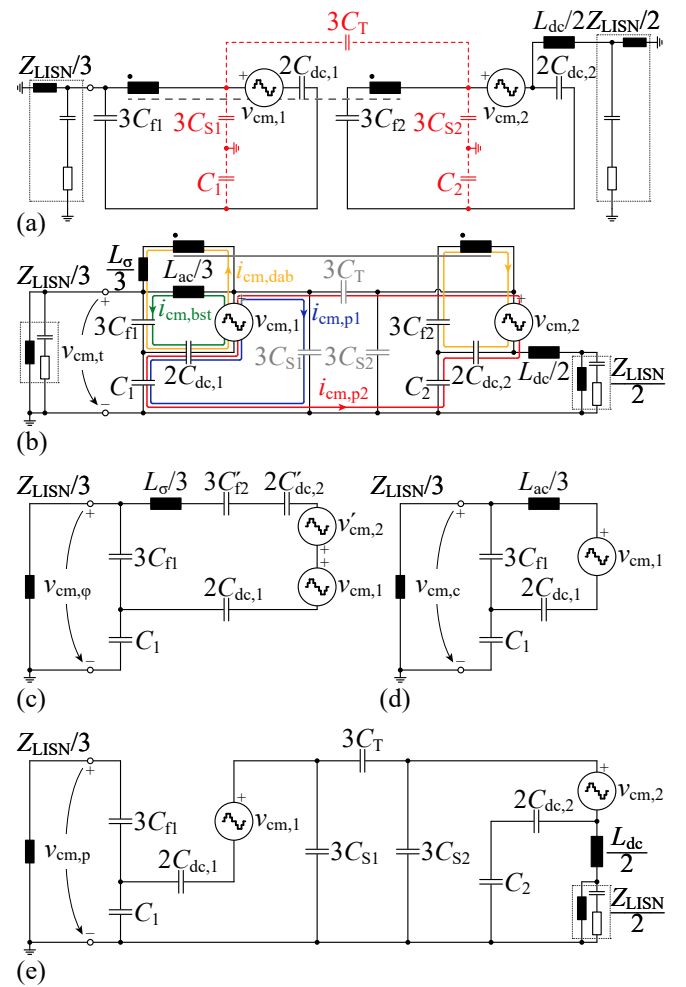 3C_T
L_dc/2 Z_LISN/2
Z_LISN/3
2C_dc,1
2C_dc,2
3C_f1
3C_S1
v_cm,1
3C_f2
3C_S2
v_cm,2
C_1
C_2
(a)
Z_LISN/3
L_σ/3
L_ac/3
i_cm,dab
3C_T
v_cm,t
3C_f1
i_cm,bst
v_cm,1
i_cm,p1
3C_f2
v_cm,2
C_1
2C_dc,1
3C_S1
3C_S2
C_2
2C_dc,2
L_dc/2
Z_LISN/2
i_cm,p2
(b)
Z_LISN/3
L_σ/3
3C′_f2
2C′_dc,2
v_cm,φ
3C_f1
v′_cm,2
2C_dc,1
v_cm,1
C_1
(c)
Z_LISN/3
L_ac/3
v_cm,c
3C_f1
v_cm,1
2C_dc,1
C_1
(d)
Z_LISN/3
3C_T
v_cm,p
3C_f1
v_cm,1
2C_dc,2
v_cm,2
2C_dc,1
3C_S1
3C_S2
C_2
L_dc/2
C_1
Z_LISN/2
(e)